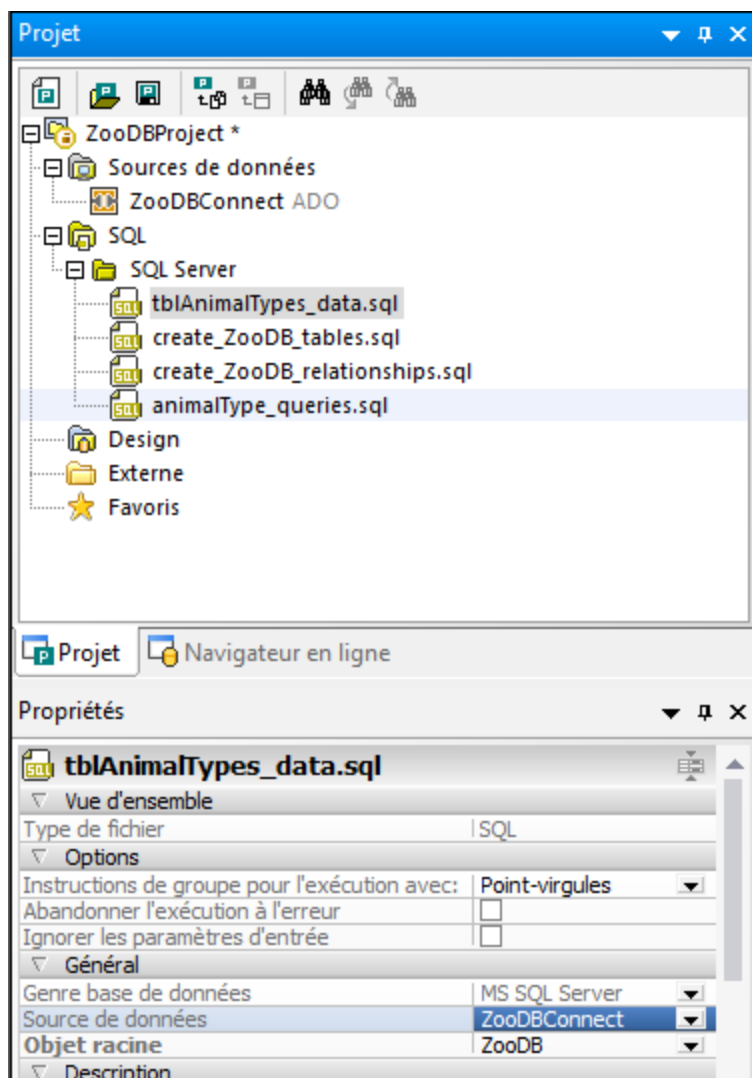 Projet
ZooDBProject *
Sources de données
ZooDBConnect ADO
SQL
SQL Server
tblAnimalTypes_data.sql
create_ZooDB_tables.sql
create_ZooDB_relationships.sql
animalType_queries.sql
Design
Externe
Favoris
Projet Navigateur en ligne
Propriétés
tblAnimalTypes_data.sql
Vue d'ensemble
Type de fichier SQL
Options
Instructions de groupe pour l'exécution avec: Point-virgules
Abandonner l'exécution à l'erreur
Ignorer les paramètres d'entrée
Général
Genre base de données MS SQL Server
Source de données ZooDBConnect
Objet racine ZooDB
Description